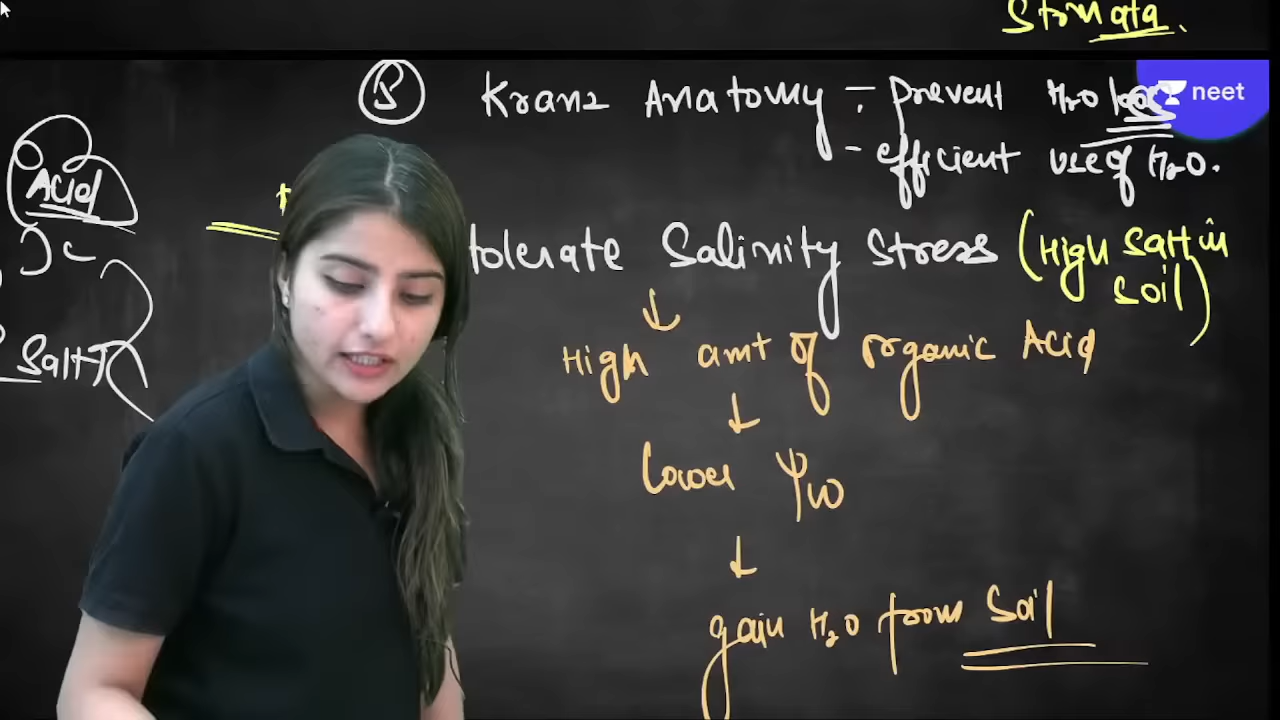 Stomata.
neet
B Kranz Anatomy :- prevent H2O loss
- efficient use of H2O.
Acid
tolerate Salinity Stress (High Salt in
Soil)
Salt
High amt of organic Acid
↓
Lower Ψw
↓
gain H2O from Soil